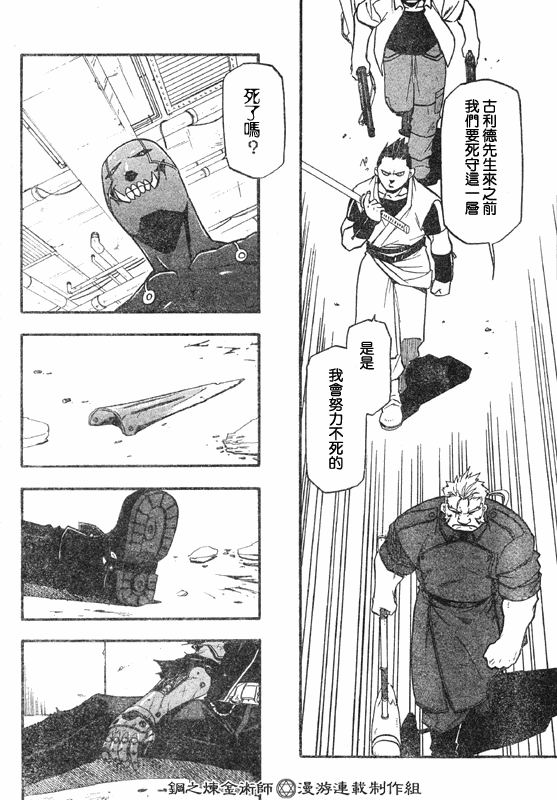 古利德先生來之前
我們要死守這一層
是是
我會努力不死的
死了嗎？
鋼之煉金術師 漫游連載制作組